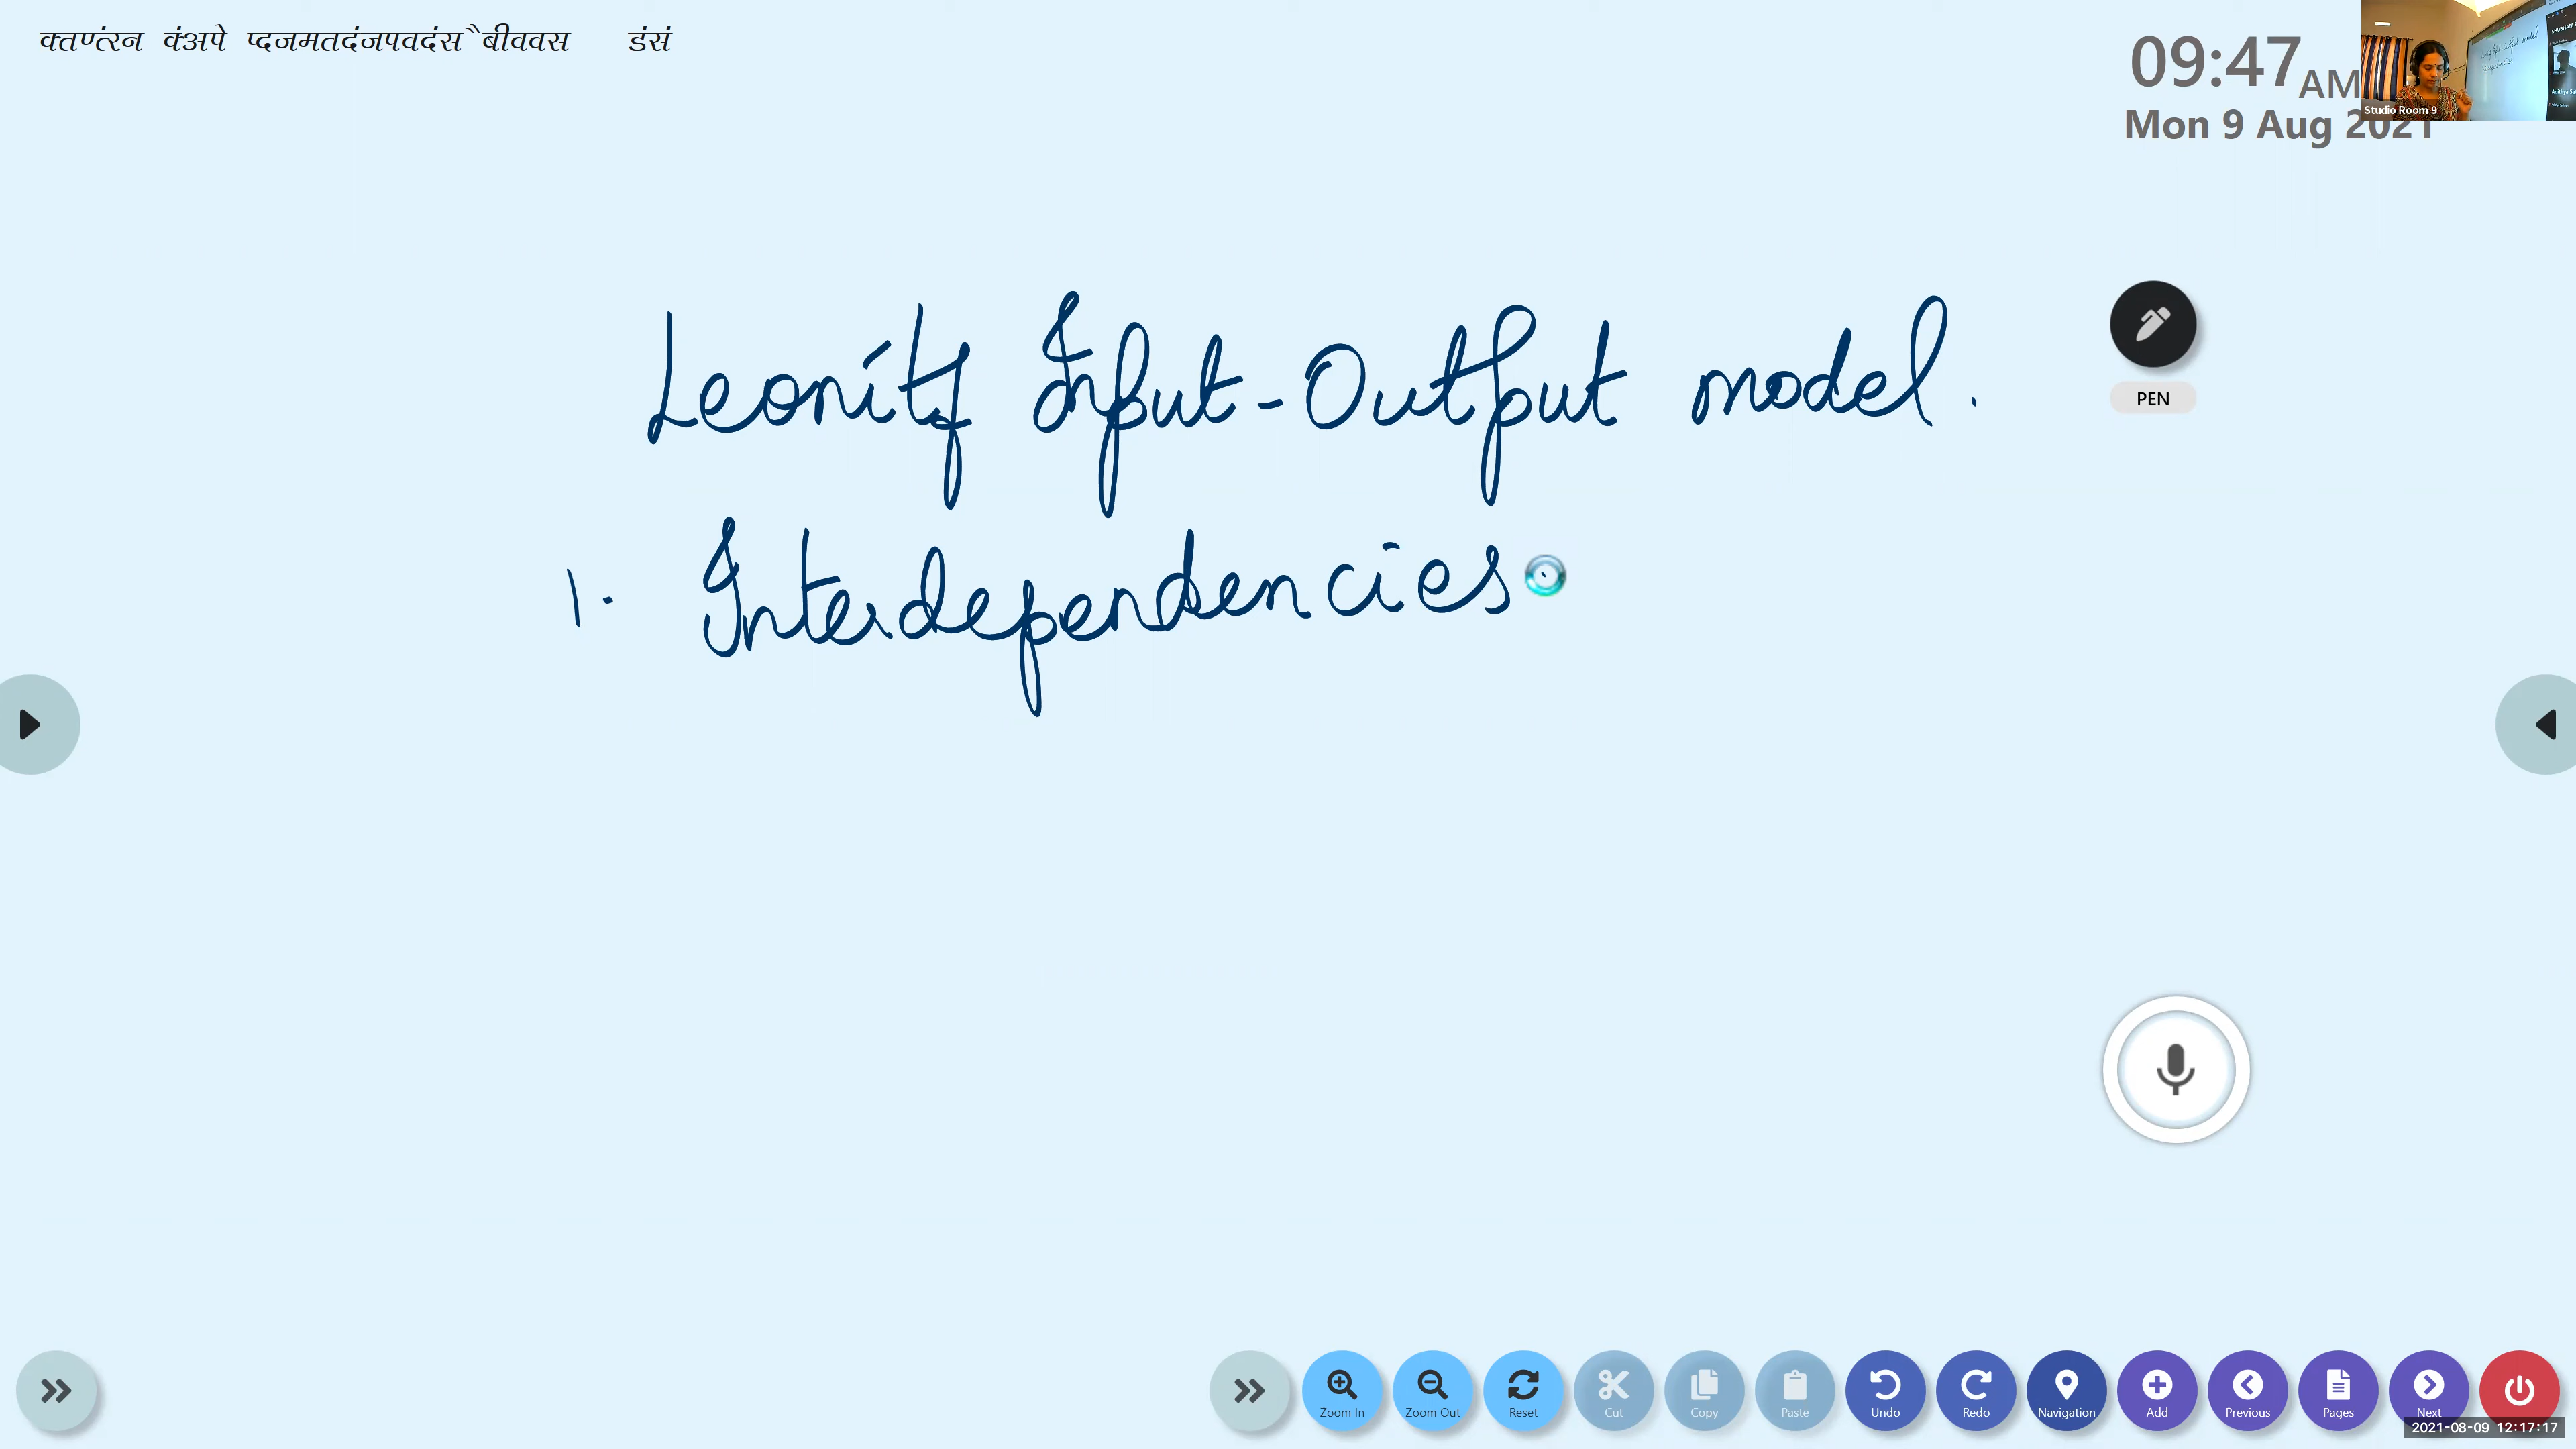 क्तण्तंरन कंअपे प्दजमतदंजपवदंस ैबीववस डंसं
09:47 AM
Mon 9 Aug 2021
Studio Room 9
Leonitf Input-Output model.
PEN
1. Interdependencies
Zoom In Zoom Out Reset Cut Copy Paste Undo Redo Navigation Add Previous Pages Next
2021-08-09 12:17:17